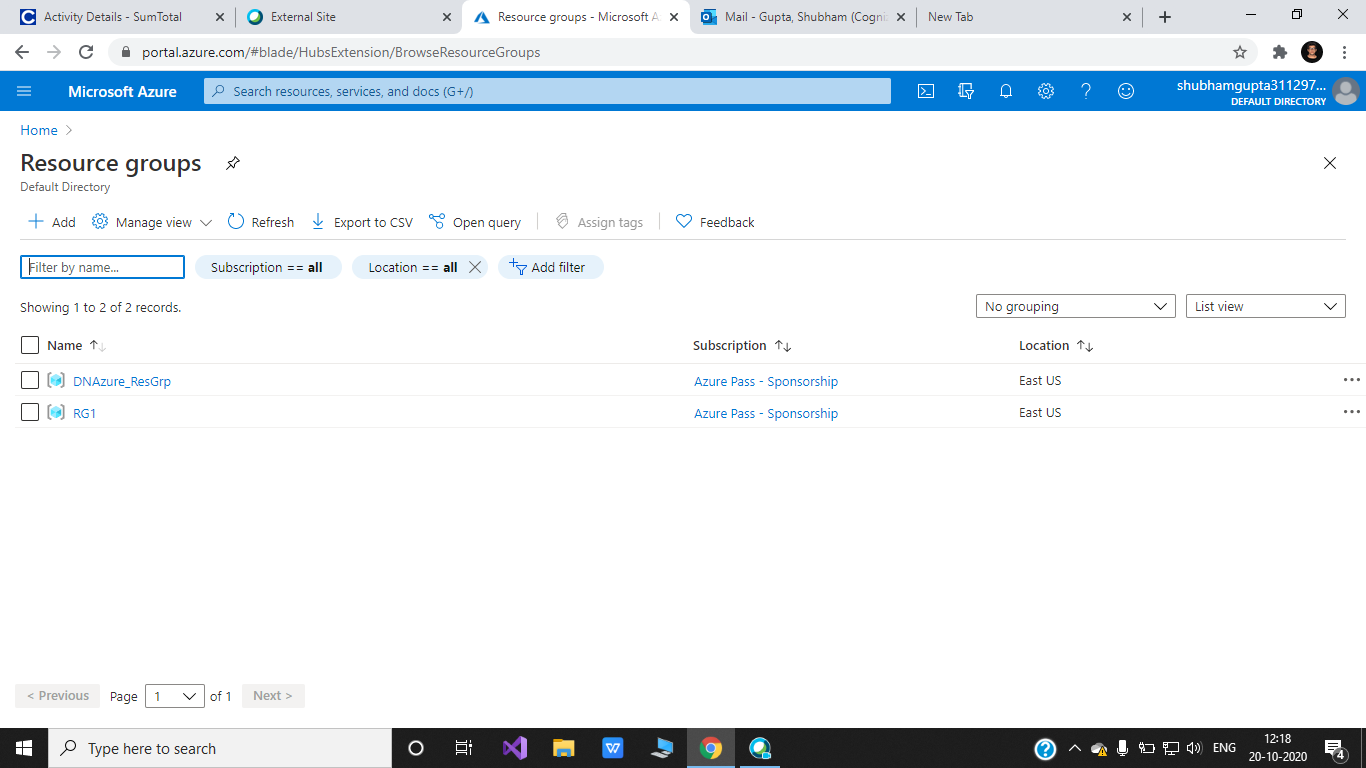 Activity Details - SumTotal
External Site
Resource groups - Microsoft A
Mail - Gupta, Shubham (Cogni
New Tab
portal.azure.com/#blade/HubsExtension/BrowseResourceGroups
Microsoft Azure
Search resources, services, and docs (G+/)
shubhamgupta311297...
DEFAULT DIRECTORY
Home
Resource groups
Default Directory
Add
Manage view
Refresh
Export to CSV
Open query
Assign tags
Feedback
Filter by name...
Subscription == all
Location == all
Add filter
Showing 1 to 2 of 2 records.
No grouping
List view
Name
Subscription
Location
DNAzure_ResGrp
Azure Pass - Sponsorship
East US
RG1
Azure Pass - Sponsorship
East US
< Previous
Page
1
of 1
Next >
Type here to search
ENG
12:18
20-10-2020
4